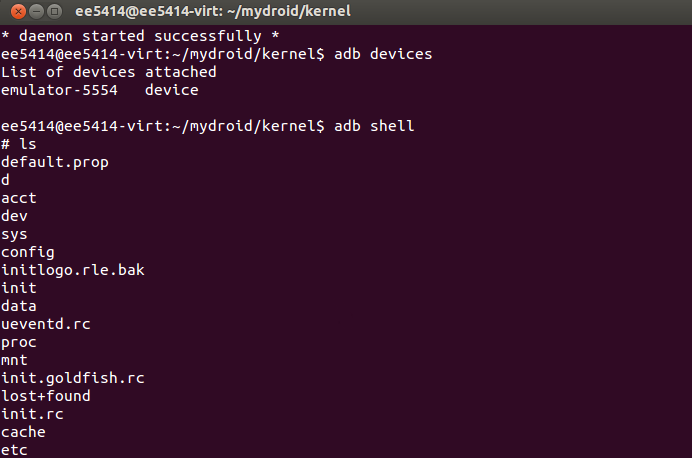 ee5414@ee5414-virt: ~/mydroid/kernel
* daemon started successfully *
ee5414@ee5414-virt:~/mydroid/kernel$ adb devices
List of devices attached
emulator-5554   device
ee5414@ee5414-virt:~/mydroid/kernel$ adb shell
# ls
default.prop
d
acct
dev
sys
config
initlogo.rle.bak
init
data
ueventd.rc
proc
mnt
init.goldfish.rc
lost+found
init.rc
cache
etc